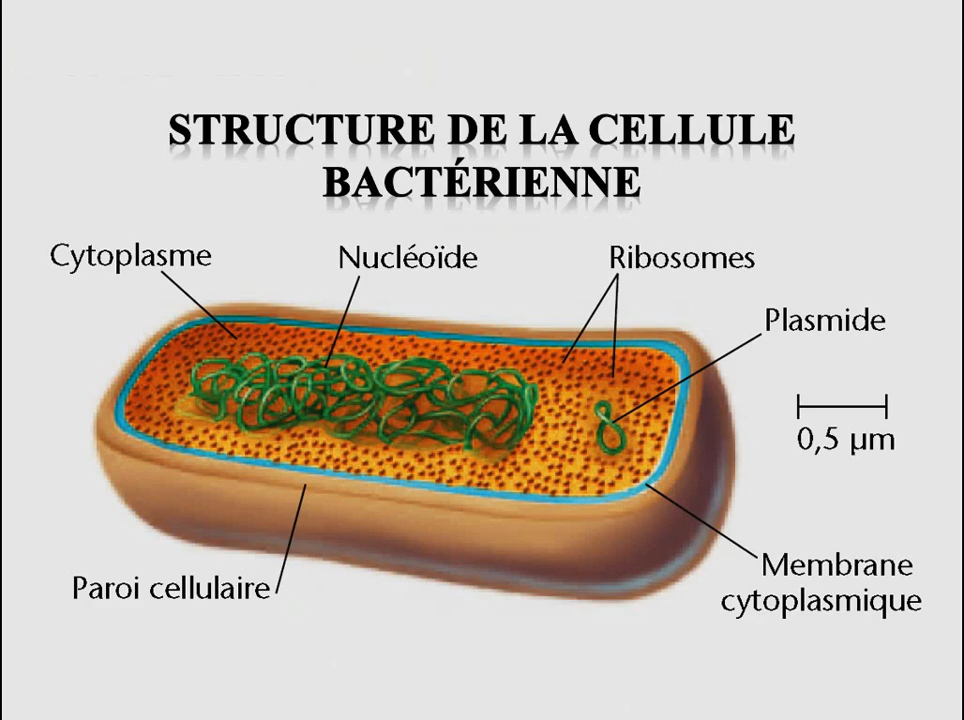 STRUCTURE DE LA CELLULE
BACTÉRIENNE
Cytoplasme
Nucléoïde
Ribosomes
Plasmide
0,5 µm
Paroi cellulaire
Membrane
cytoplasmique